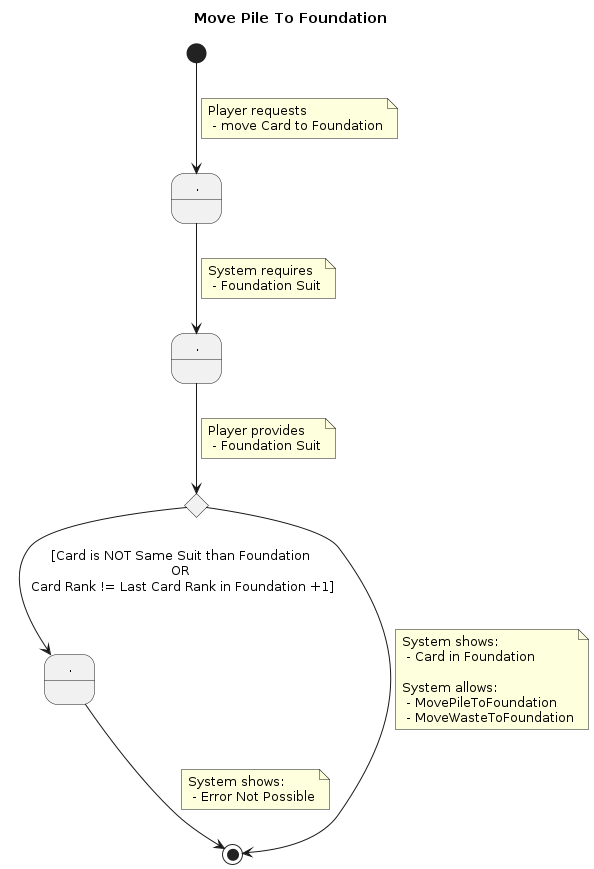 Move Pile To Foundation
Player requests
- move Card to Foundation
.
System requires
- Foundation Suit
.
Player provides
- Foundation Suit
[Card is NOT Same Suit than Foundation
OR
Card Rank != Last Card Rank in Foundation +1]
System shows:
- Card in Foundation
System allows:
- MovePileToFoundation
- MoveWasteToFoundation
.
System shows:
- Error Not Possible